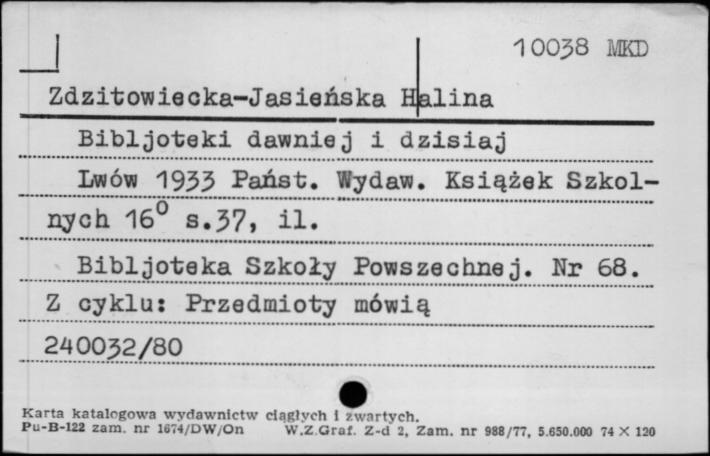 10038 MKD
Zdzitowiecka-Jasieńska Halina
Bibljoteki dawniej i dzisiaj
Lwów 1933 Państ. Wydaw. Książek Szkol-
nych 16⁰ s.37, il.
Bibljoteka Szkoły Powszechnej. Nr 68.
Z cyklu: Przedmioty mówią
240032/80
Karta katalogowa wydawnictw ciągłych i zwartych.
Pu-B-122 zam. nr 1674/DW/On W.Z.Graf. Z-d 2, Zam. nr 988/77, 5.650.000 74 × 120